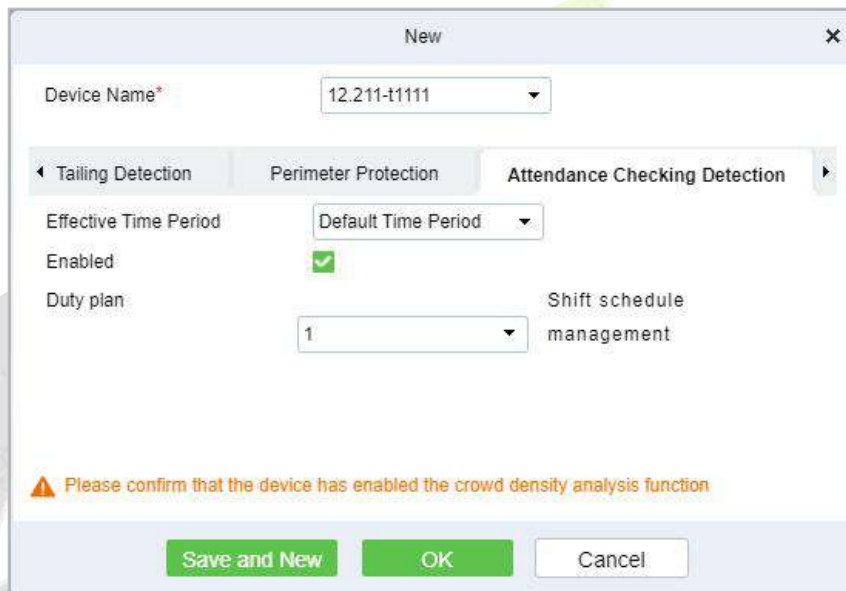 New
Device Name*
12.211-t1111
Tailing Detection Perimeter Protection Attendance Checking Detection
Effective Time Period Default Time Period
Enabled
Duty plan
1
Shift schedule
management
Please confirm that the device has enabled the crowd density analysis function
Save and New OK Cancel